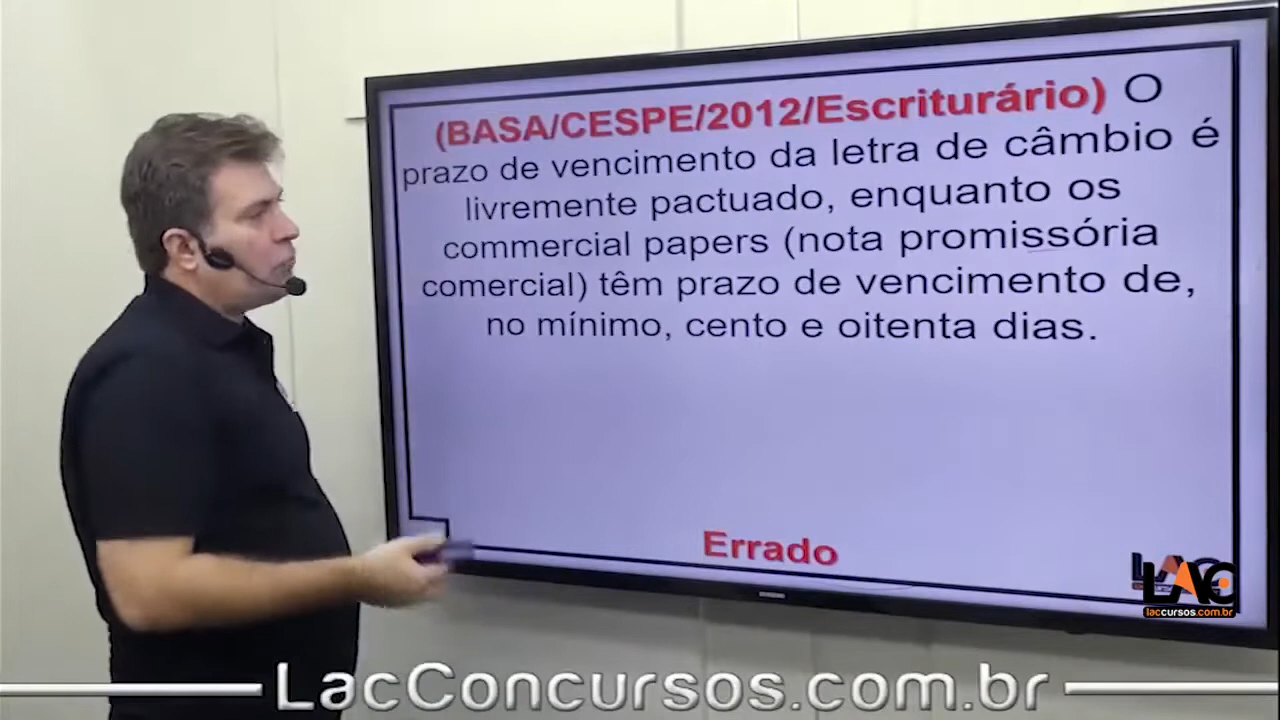 (BASA/CESPE/2012/Escriturário) O
prazo de vencimento da letra de câmbio é
livremente pactuado, enquanto os
commercial papers (nota promissória
comercial) têm prazo de vencimento de,
no mínimo, cento e oitenta dias.
Errado
LAC
laccursos.com.br
LacConcursos.com.br